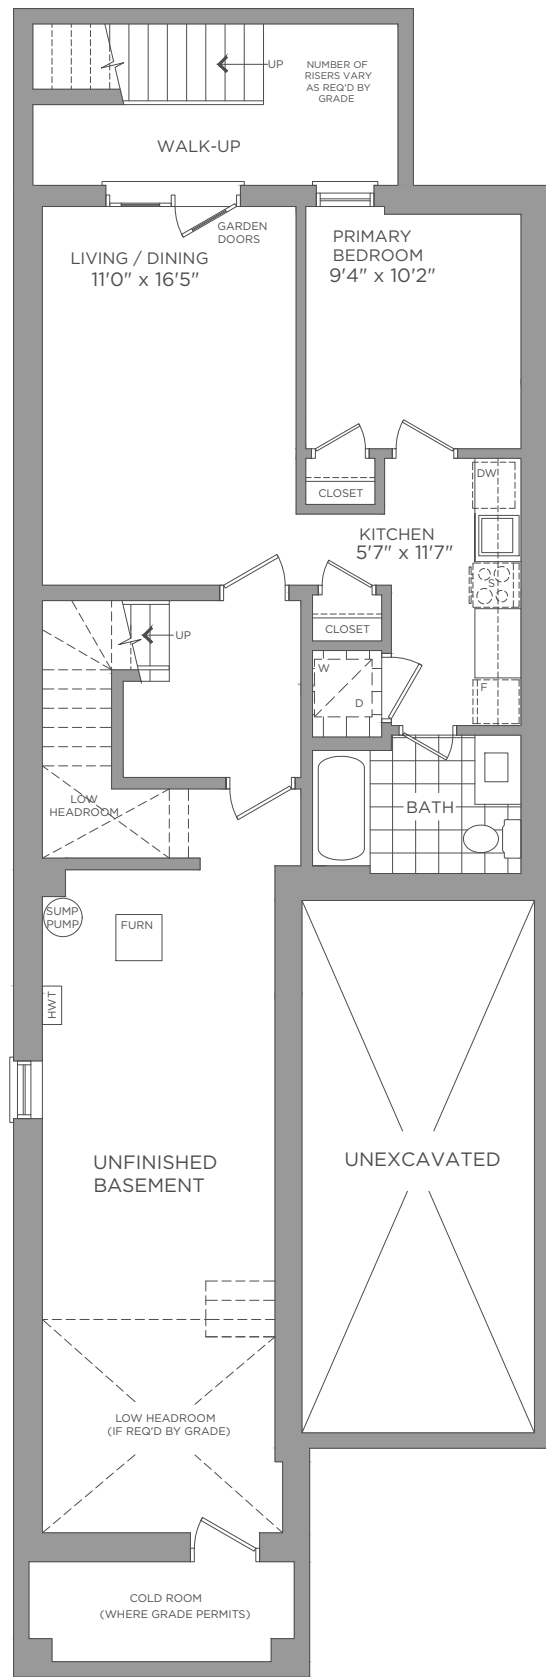 UP
NUMBER OF
RISERS VARY
AS REQ'D BY
GRADE
WALK-UP
GARDEN
DOORS
LIVING / DINING
11'0" x 16'5"
PRIMARY
BEDROOM
9'4" x 10'2"
CLOSET
DW
KITCHEN
5'7" x 11'7"
S
CLOSET
UP
W
D
F
LOW
HEADROOM
BATH
SUMP
PUMP
FURN
HWT
UNFINISHED
BASEMENT
UNEXCAVATED
LOW HEADROOM
(IF REQ'D BY GRADE)
COLD ROOM
(WHERE GRADE PERMITS)